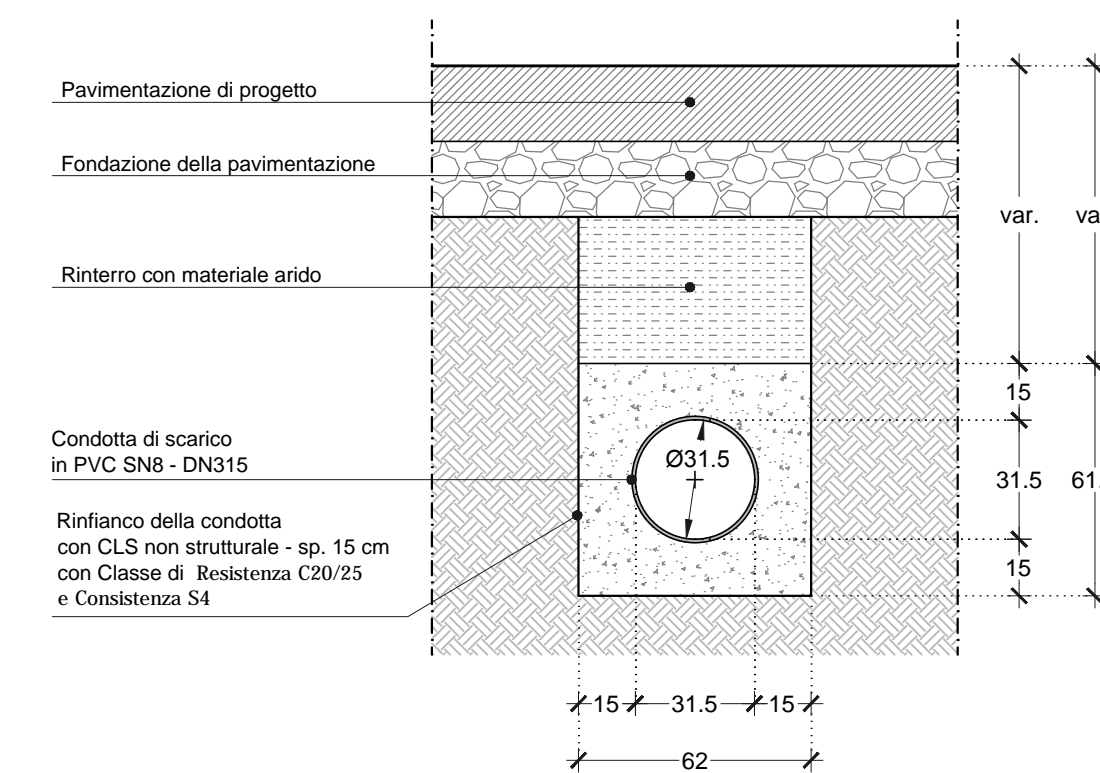 Pavimentazione di progetto
Fondazione della pavimentazione
var.
va
Rinterro con materiale arido
15
Condotta di scarico
in PVC SN8 - DN315
Ø31.5
31.5
61.
Rinfianco della condotta
con CLS non strutturale - sp. 15 cm
con Classe di Resistenza C20/25
e Consistenza S4
15
15
31.5
15
62